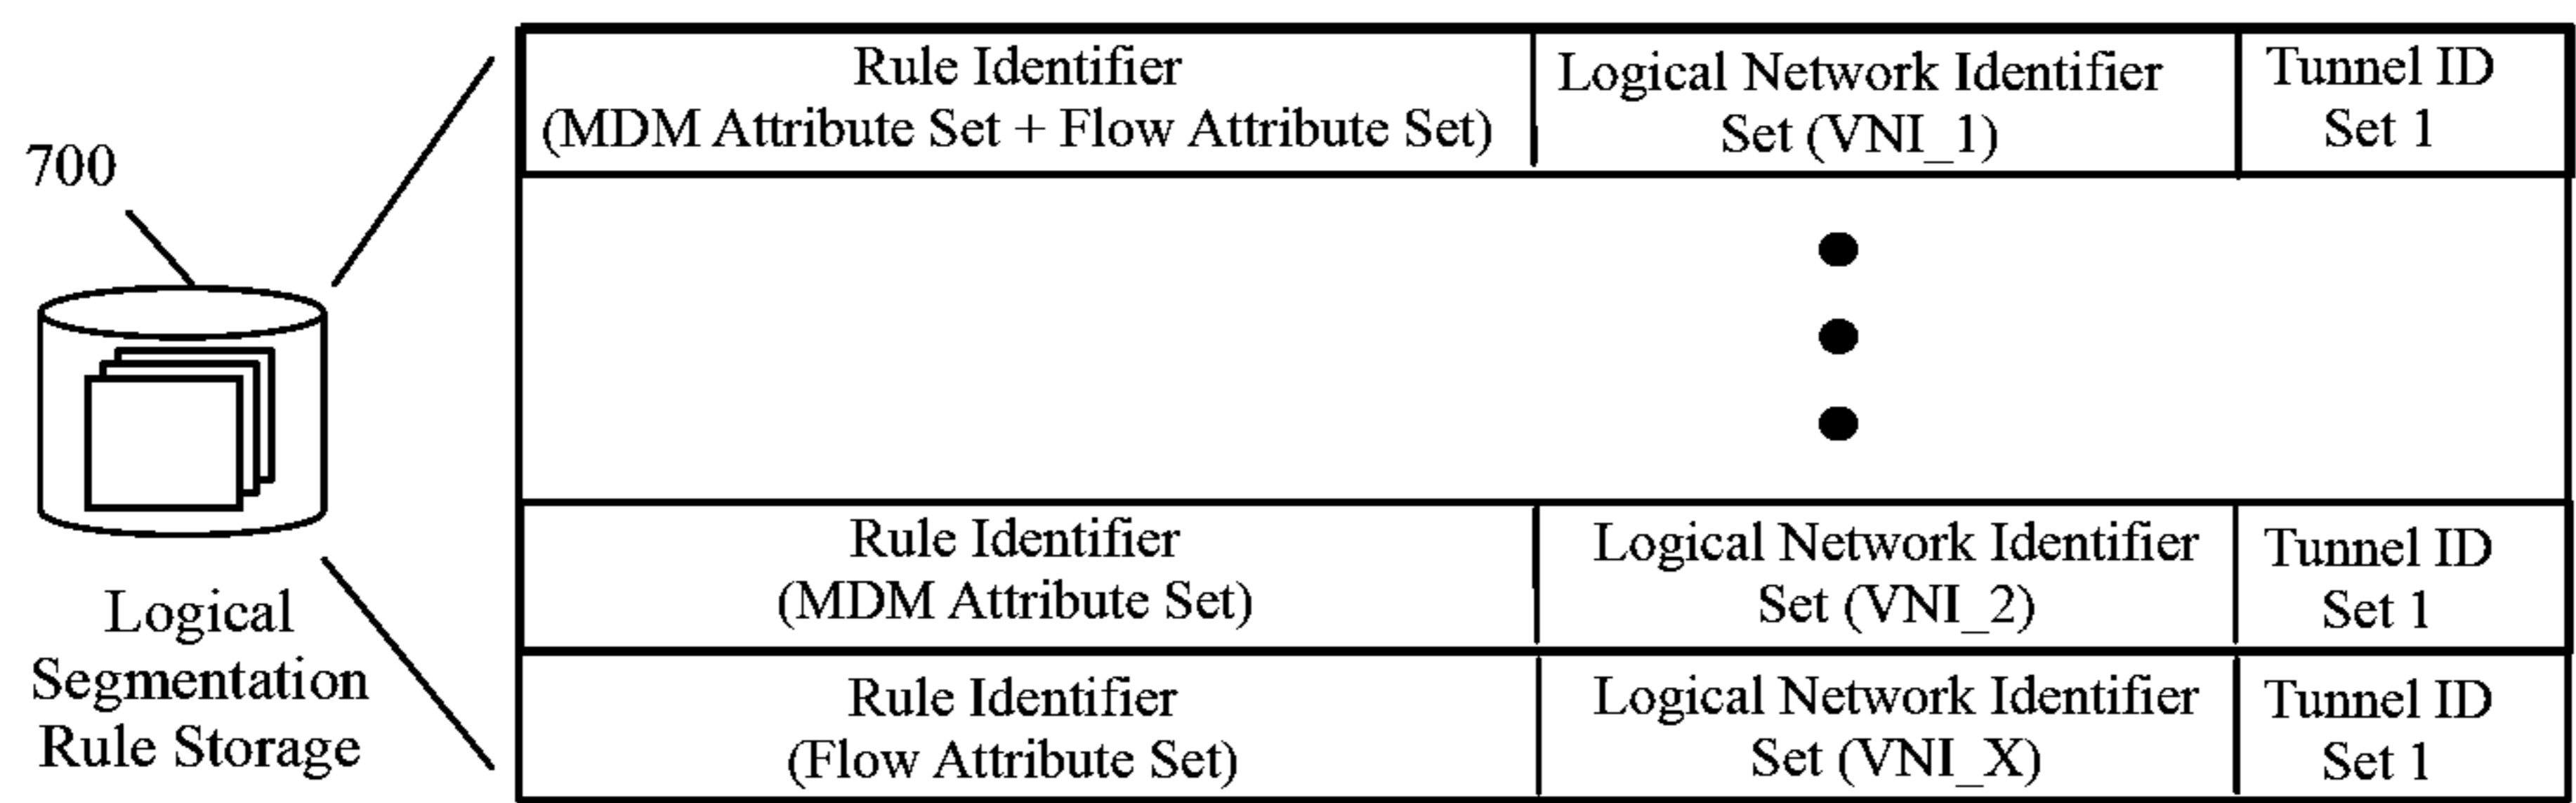 700
Logical
Segmentation
Rule Storage
Rule Identifier
(MDM Attribute Set + Flow Attribute Set)
Logical Network Identifier
Set (VNI_1)
Tunnel ID
Set 1
Rule Identifier
(MDM Attribute Set)
Logical Network Identifier
Set (VNI_2)
Tunnel ID
Set 1
Rule Identifier
(Flow Attribute Set)
Logical Network Identifier
Set (VNI_X)
Tunnel ID
Set 1